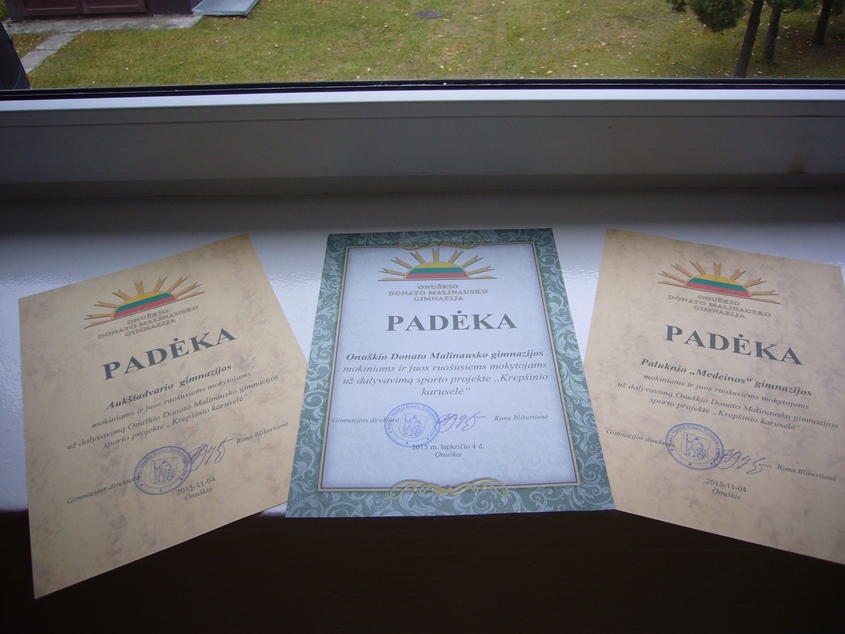 ONUŠKIO
DONATO MALINAUSKO
GIMNAZIJA
PADĖKA
Aukštadvario gimnazijos
mokiniams ir juos ruošusiems mokytojams
už dalyvavimą Onuškio Donato Malinausko gimnazijos
sporto projekte „Krepšinio karuselė“
Gimnazijos direktorė Rima Blikertienė
2015-11-04
Onuškis
ONUŠKIO
DONATO MALINAUSKO
GIMNAZIJA
PADĖKA
Onuškio Donato Malinausko gimnazijos
mokiniams ir juos ruošusiems mokytojams
už dalyvavimą sporto projekte ,,Krepšinio
karuselė“
Gimnazijos direktorė Rima Blikertienė
2015 m. lapkričio 4 d.
Onuškis
ONUŠKIO
DONATO MALINAUSKO
GIMNAZIJA
PADĖKA
Paluknio „Medeinos“ gimnazijos
mokiniams ir juos ruošusiems mokytojams
už dalyvavimą Onuškio Donato Malinausko gimnazijos
sporto projekte „Krepšinio karuselė“
Gimnazijos direktorė Rima Blikertienė
2015-11-04
Onuškis